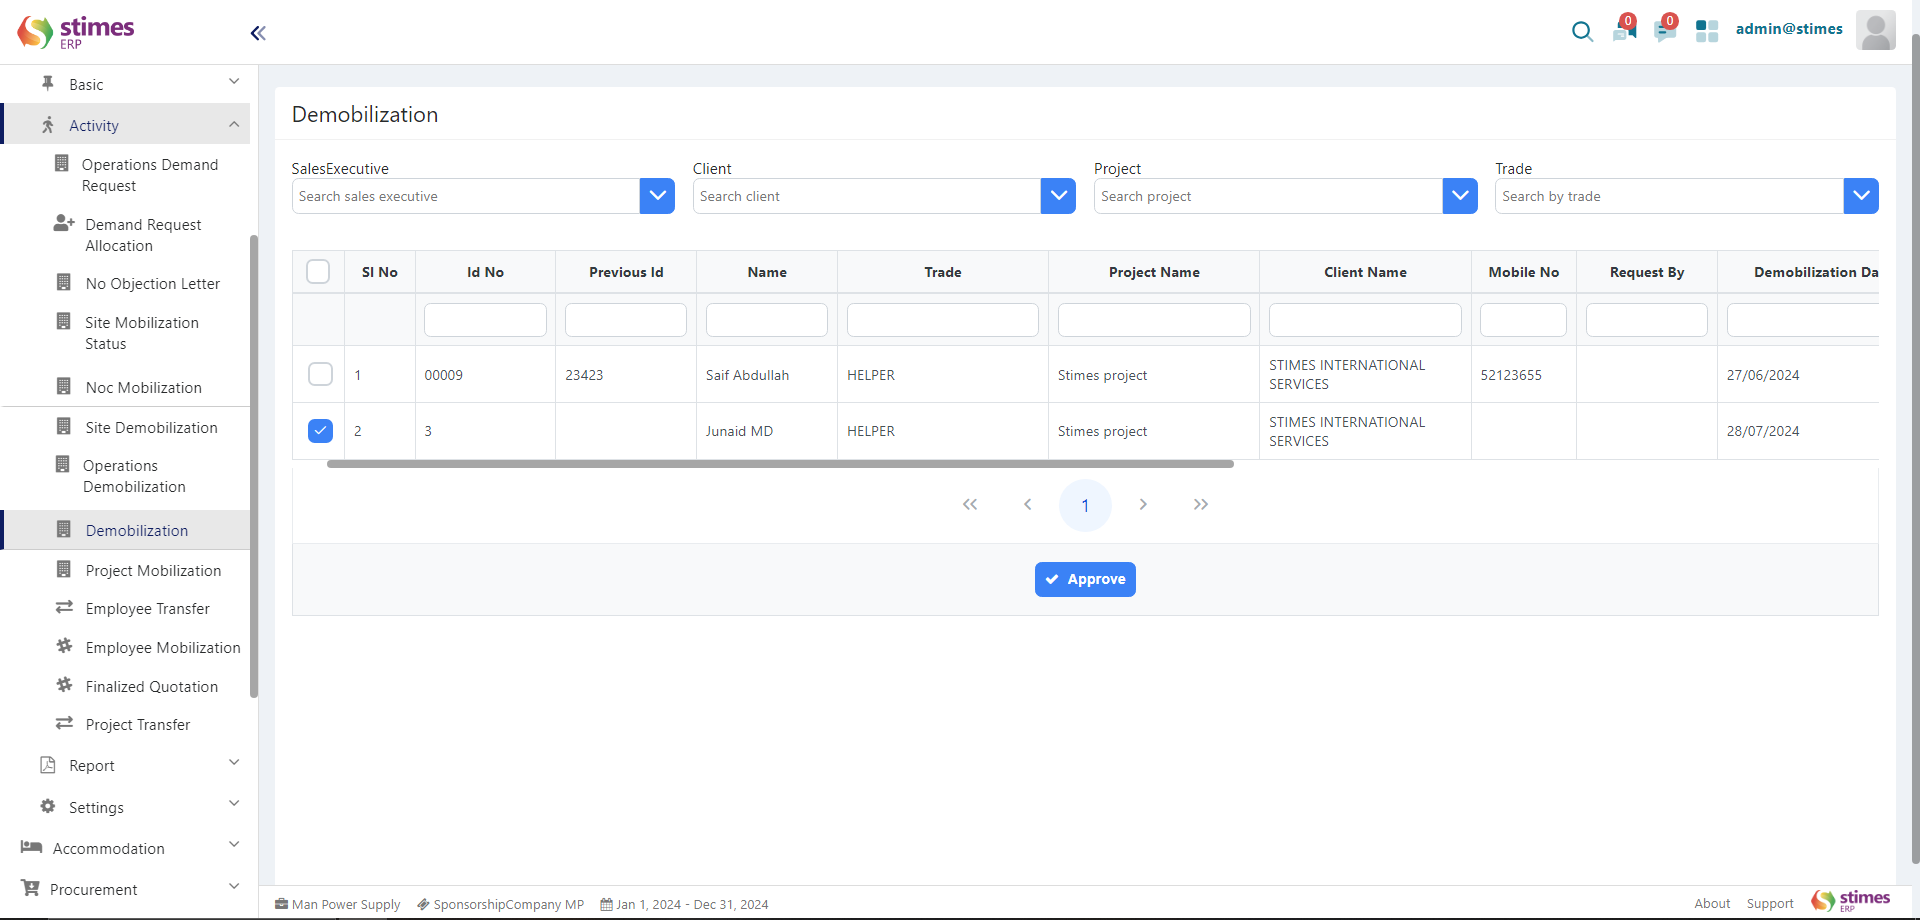 stimes
ERP
0
0
admin@stimes
Basic
Activity
Operations Demand
Request
Demand Request
Allocation
No Objection Letter
Site Mobilization
Status
Noc Mobilization
Site Demobilization
Operations
Demobilization
Demobilization
Project Mobilization
Employee Transfer
Employee Mobilization
Finalized Quotation
Project Transfer
Report
Settings
Accommodation
Procurement
Demobilization
SalesExecutive Client Project Trade
Search sales executive Search client Search project Search by trade
Sl No Id No Previous Id Name Trade Project Name Client Name Mobile No Request By Demobilization Da
1 00009 23423 Saif Abdullah HELPER Stimes project STIMES INTERNATIONAL SERVICES 52123655 27/06/2024
2 3 Junaid MD HELPER Stimes project STIMES INTERNATIONAL SERVICES 28/07/2024
1
Approve
Man Power Supply SponsorshipCompany MP Jan 1, 2024 - Dec 31, 2024
About Support stimes
ERP